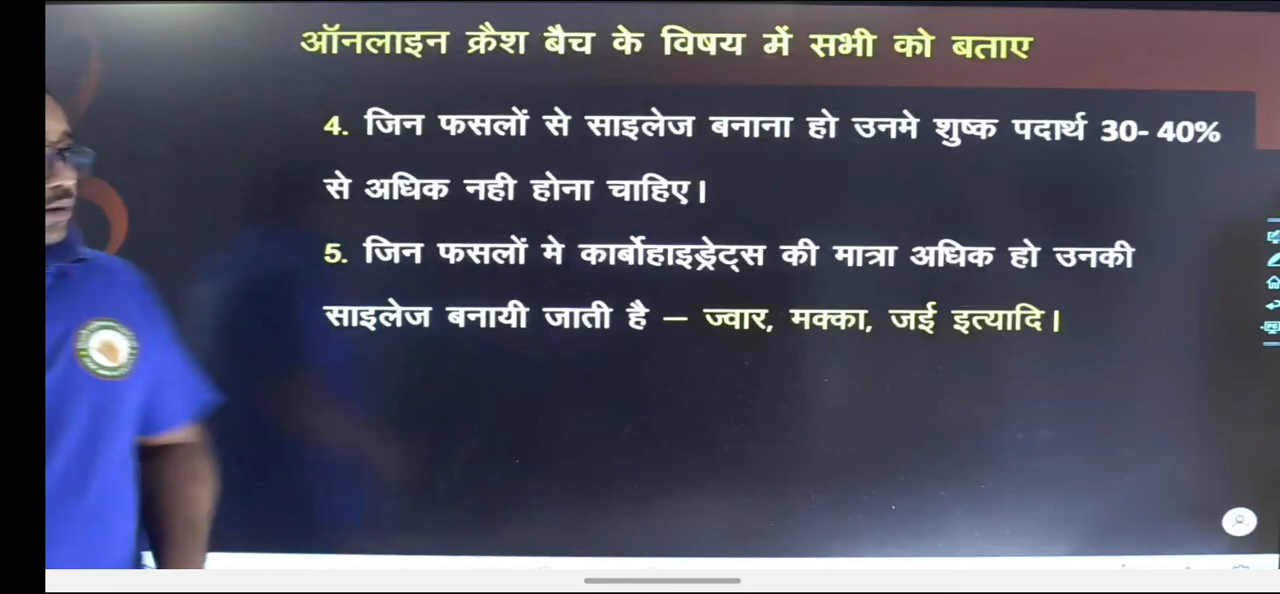 ऑनलाइन क्रैश बैच के विषय में सभी को बताए
4. जिन फसलों से साइलेज बनाना हो उनमे शुष्क पदार्थ 30- 40%
से अधिक नही होना चाहिए।
5. जिन फसलों मे कार्बोहाइड्रेट्स की मात्रा अधिक हो उनकी
साइलेज बनायी जाती है – ज्वार, मक्का, जई इत्यादि।